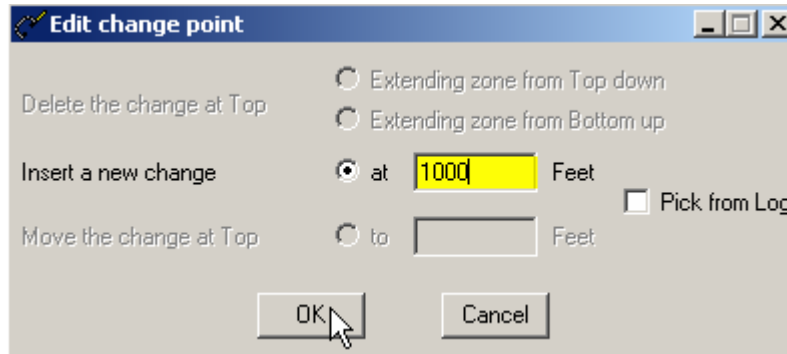 Edit change point
Delete the change at Top
Extending zone from Top down
Extending zone from Bottom up
Insert a new change at 1000 Feet
Pick from Log
Move the change at Top to Feet
OK Cancel